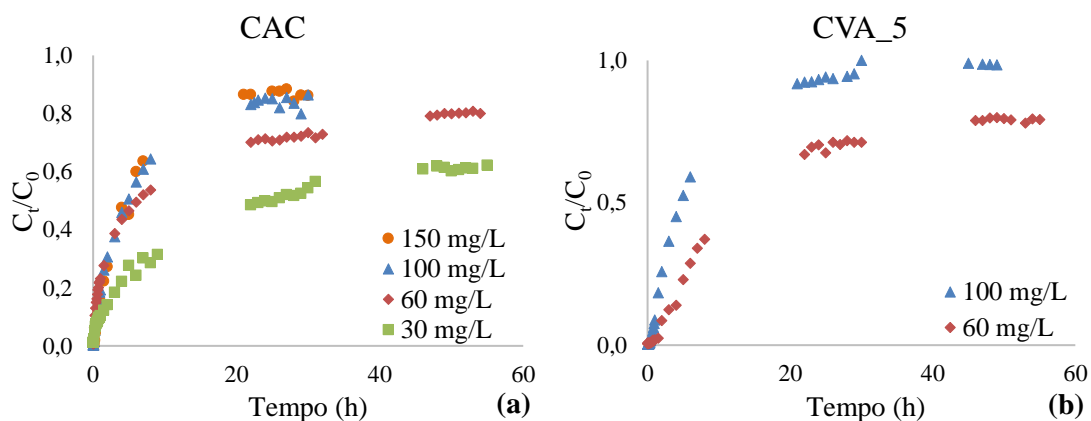 CAC
1,0
0,8
0,6
0,4
0,2
0,0
Cₜ/C₀
150 mg/L
100 mg/L
60 mg/L
30 mg/L
0 20 40 60
Tempo (h)
(a)
CVA_5
1,0
0,5
0,0
Cₜ/C₀
100 mg/L
60 mg/L
0 20 40 60
Tempo (h)
(b)